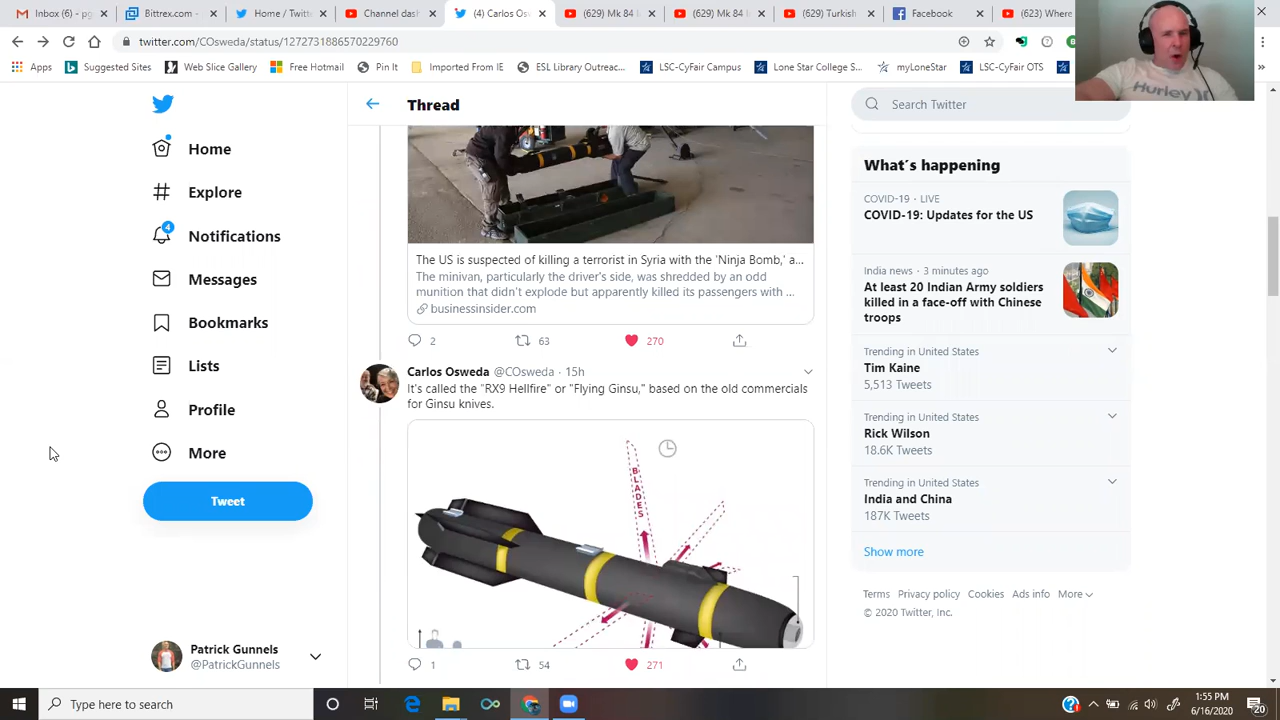 Inbox (6) - p
Bittrex.com -
Home / Twitt
Channel das
(4) Carlos Os
(629) Mk 84
(629) Mk 84
(629) Turkish
Facebook
(623) Where
twitter.com/COsweda/status/1272731886570229760
Apps
Suggested Sites
Web Slice Gallery
Free Hotmail
Pin It
Imported From IE
ESL Library Outreac...
LSC-CyFair Campus
Lone Star College S...
myLoneStar
LSC-CyFair OTS
Hurley
Thread
Search Twitter
Home
Explore
4
Notifications
Messages
Bookmarks
Lists
Profile
More
Tweet
Patrick Gunnels
@PatrickGunnels
The US is suspected of killing a terrorist in Syria with the 'Ninja Bomb,' a...
The minivan, particularly the driver's side, was shredded by an odd
munition that didn't explode but apparently killed its passengers with ...
businessinsider.com
2 63 270
Carlos Osweda @COsweda · 15h
It's called the "RX9 Hellfire" or "Flying Ginsu," based on the old commercials
for Ginsu knives.
BLADES
1 54 271
What's happening
COVID-19 · LIVE
COVID-19: Updates for the US
India news · 3 minutes ago
At least 20 Indian Army soldiers
killed in a face-off with Chinese
troops
Trending in United States
Tim Kaine
5,513 Tweets
Trending in United States
Rick Wilson
18.6K Tweets
Trending in United States
India and China
187K Tweets
Show more
Terms Privacy policy Cookies Ads info More
© 2020 Twitter, Inc.
Type here to search
1:55 PM
6/16/2020
20